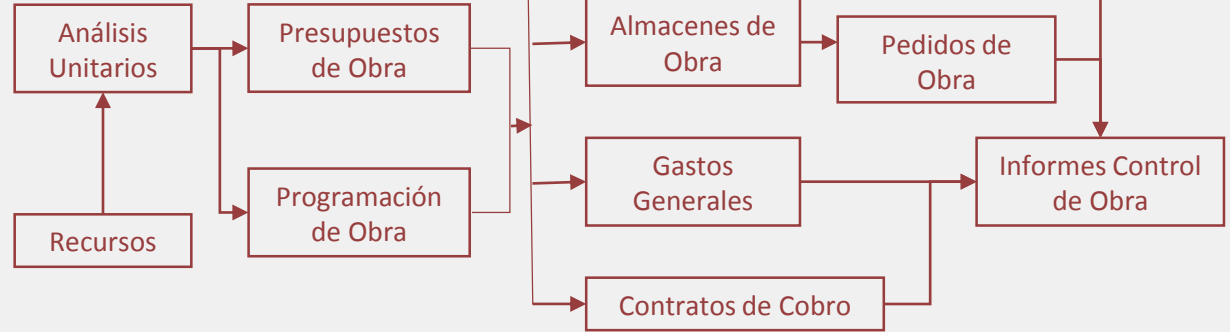 Análisis
Unitarios
Presupuestos
de Obra
Almacenes de
Obra
Pedidos de
Obra
Recursos
Programación
de Obra
Gastos
Generales
Informes Control
de Obra
Contratos de Cobro